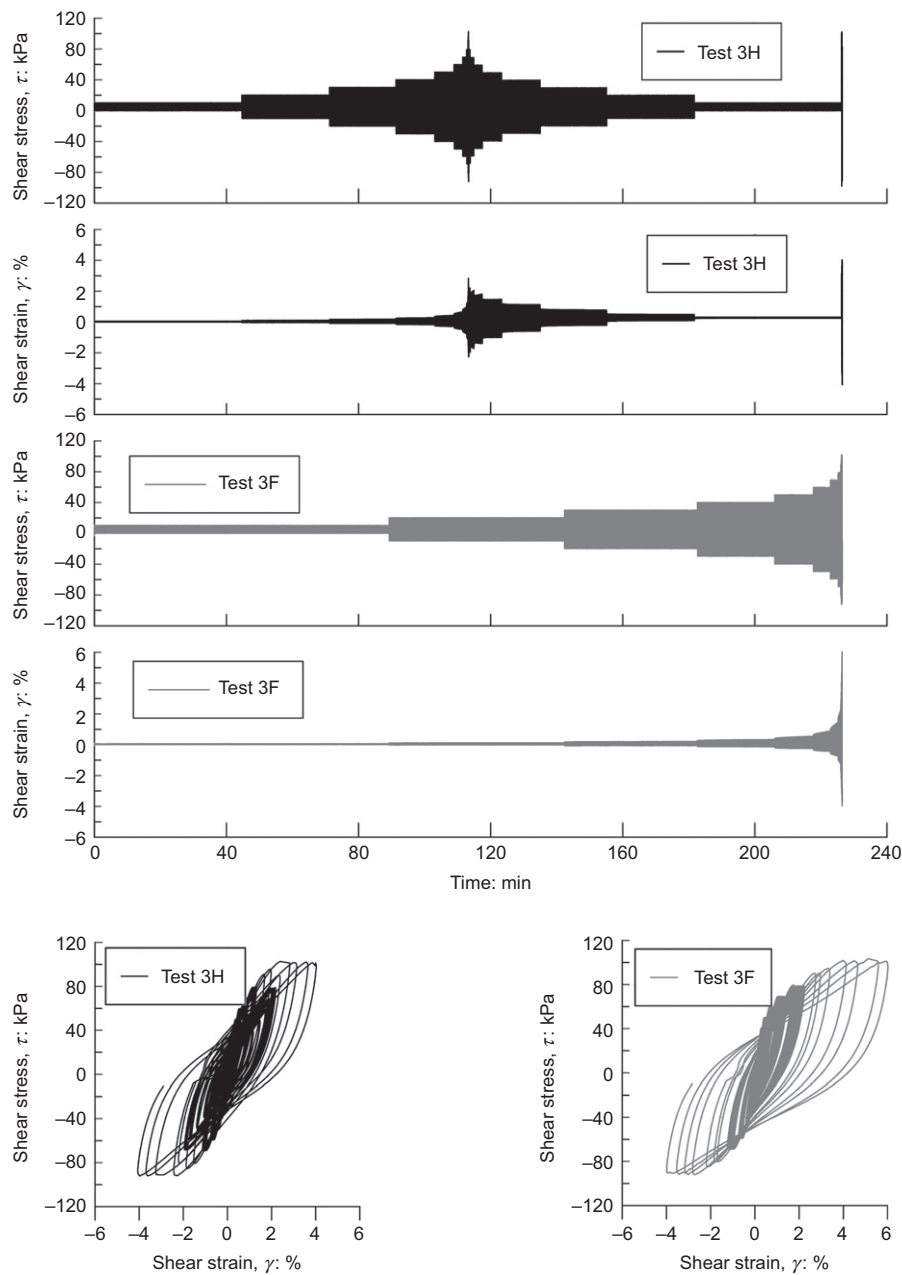 120
80
40
0
–40
–80
–120
Shear stress, τ: kPa
Test 3H
6
4
2
0
–2
–4
–6
Shear strain, γ: %
Test 3H
120
80
40
0
–40
–80
–120
Shear stress, τ: kPa
Test 3F
6
4
2
0
–2
–4
–6
Shear strain, γ: %
Test 3F
0 40 80 120 160 200 240
Time: min
120
80
40
0
–40
–80
–120
Shear stress, τ: kPa
Test 3H
–6 –4 –2 0 2 4 6
Shear strain, γ: %
120
80
40
0
–40
–80
–120
Shear stress, τ: kPa
Test 3F
–6 –4 –2 0 2 4 6
Shear strain, γ: %